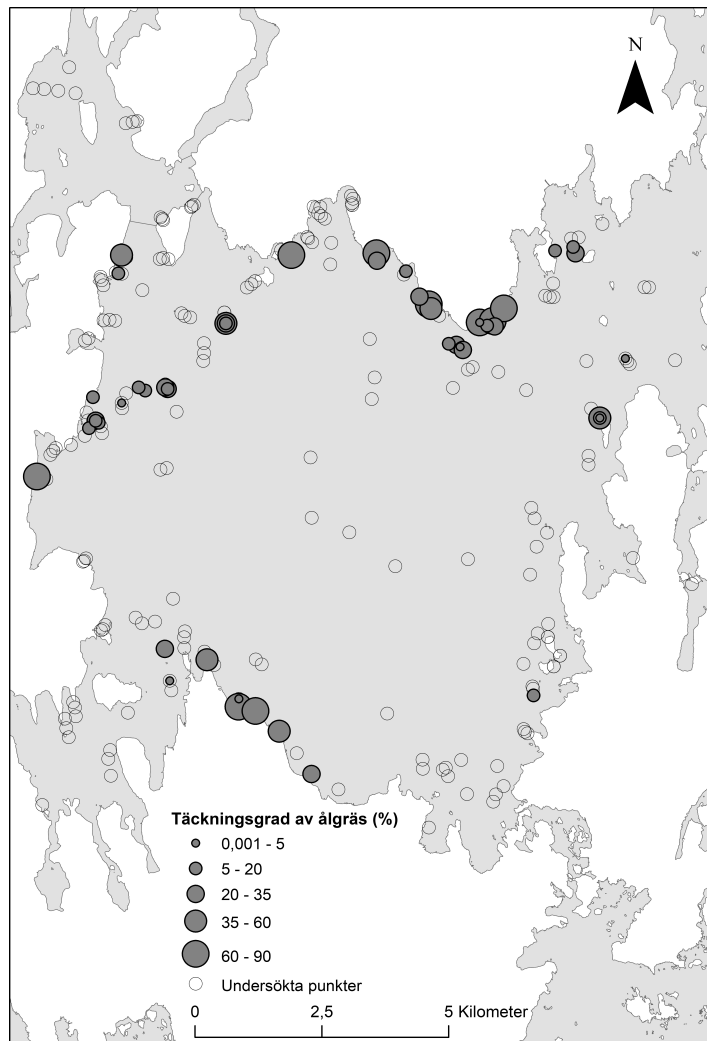 N
Täckningsgrad av ålgräs (%)
0,001 - 5
5 - 20
20 - 35
35 - 60
60 - 90
Undersökta punkter
0 2,5 5 Kilometer